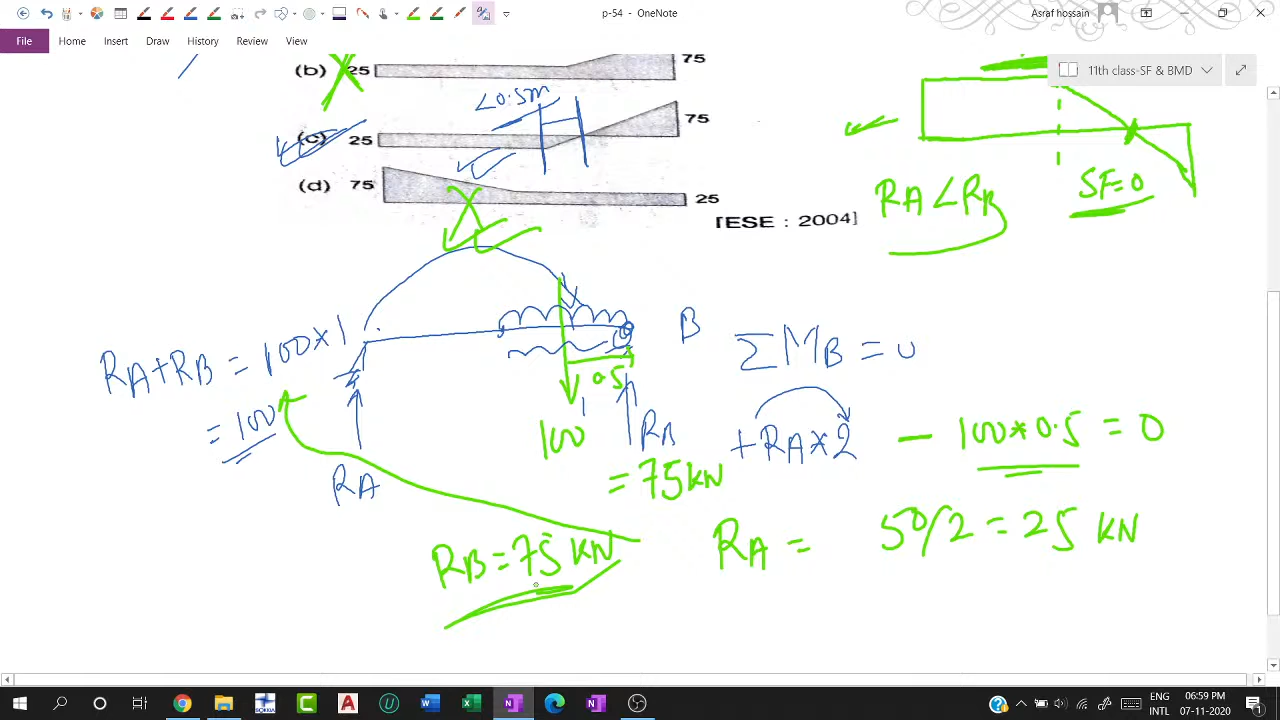 p-54 - OneNote
Asraf hossain
File Home Insert Draw History Review View
11th class SF & BMD
(b) 25 75
<0.5m
(c) 25 75
(d) 75 25
[ESE : 2004]
RA < RB
SF=0
RA+RB = 100×1
= 100
B
ΣMB = 0
0.5
100
RA
RB
= 75KN
+RA*2 - 100*0.5 = 0
RB = 75 KN
RA = 50/2 = 25 KN
ENG
INTL
06:59 PM
07-11-2020